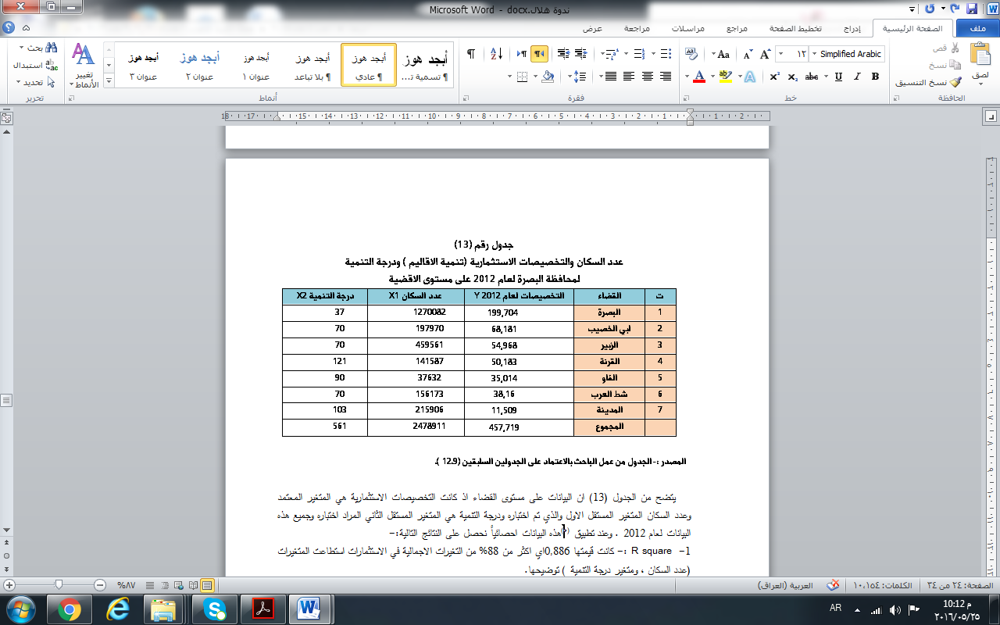 ندوة هلال.docx - Microsoft Word
ملف
الصفحة الرئيسية
إدراج
تخطيط الصفحة
مراجع
مراسلات
مراجعة
عرض
قص
نسخ
نسخ التنسيق
لصق
الحافظة
Simplified Arabic
١٢
خط
فقرة
أبجد هوز تسمية ت...
أبجد هوز عادي
أبجد هوز بلا تباعد
أبجد هوز عنوان ١
أبجد هوز عنوان ٢
أبجد هوز عنوان ٣
تغيير الأنماط
أنماط
بحث
استبدال
تحديد
تحرير
جدول رقم (13)
عدد السكان والتخصيصات الاستثمارية (تنمية الاقاليم ) ودرجة التنمية
لمحافظة البصرة لعام 2012 على مستوى الاقضية
ت القضاء التخصيصات لعام 2012 Y عدد السكان X1 درجة التنمية X2
1 البصرة 199,704 1270082 37
2 ابي الخصيب 68,181 197970 70
3 الزبير 54,968 459561 70
4 القرنة 50,183 141587 121
5 الفاو 35,014 37632 90
6 شط العرب 38,16 156173 70
7 المدينة 11,509 215906 103
المجموع 457,719 2478911 561
المصدر :- الجدول من عمل الباحث بالاعتماد على الجدولين السابقين (12.9 ).
يتضح من الجدول (13) ان البيانات على مستوى القضاء اذ كانت التخصيصات الاستثمارية هي المتغير المعتمد
وعدد السكان المتغير المستقل الاول والذي تم اختباره ودرجة التنمية هي المتغير المستقل الثاني المراد اختباره وجميع هذه
البيانات لعام 2012 . وعند تطبيق هذه البيانات احصائياً نحصل على النتائج التالية:-
1- R square :- كانت قيمتها 0,886اي اكثر من 88% من التغيرات الاجمالية في الاستثمارات استطاعت المتغيرات
(عدد السكان ، ومتغير درجة التنمية ) توضيحها.
الصفحة: ٢٤ من ٣٤
الكلمات: ١٠،١٥٤
العربية (العراق)
٨٧%
AR
10:12 م
٢٠١٦/٠٥/٢٥